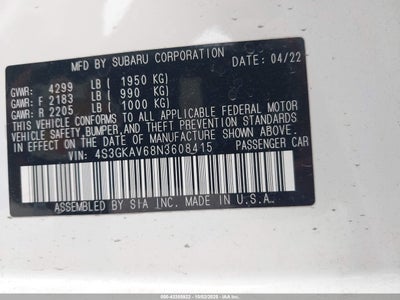 MFD BY SUBARU CORPORATION
DATE 04/22
GVWR: 4299 LB ( 1950 KG)
GAWR: F 2183 LB ( 990 KG)
GAWR: R 2205 LB ( 1000 KG)
THIS VEHICLE CONFORMS TO ALL APPLICABLE FEDERAL MOTOR
VEHICLE SAFETY, BUMPER, AND THEFT PREVENTION STANDARDS
IN EFFECT ON THE DATE OF MANUFACTURE SHOWN ABOVE.
VIN: 4S3GKAV68N3608415 PASSENGER CAR
ASSEMBLED BY SIA INC. IN U.S.A.